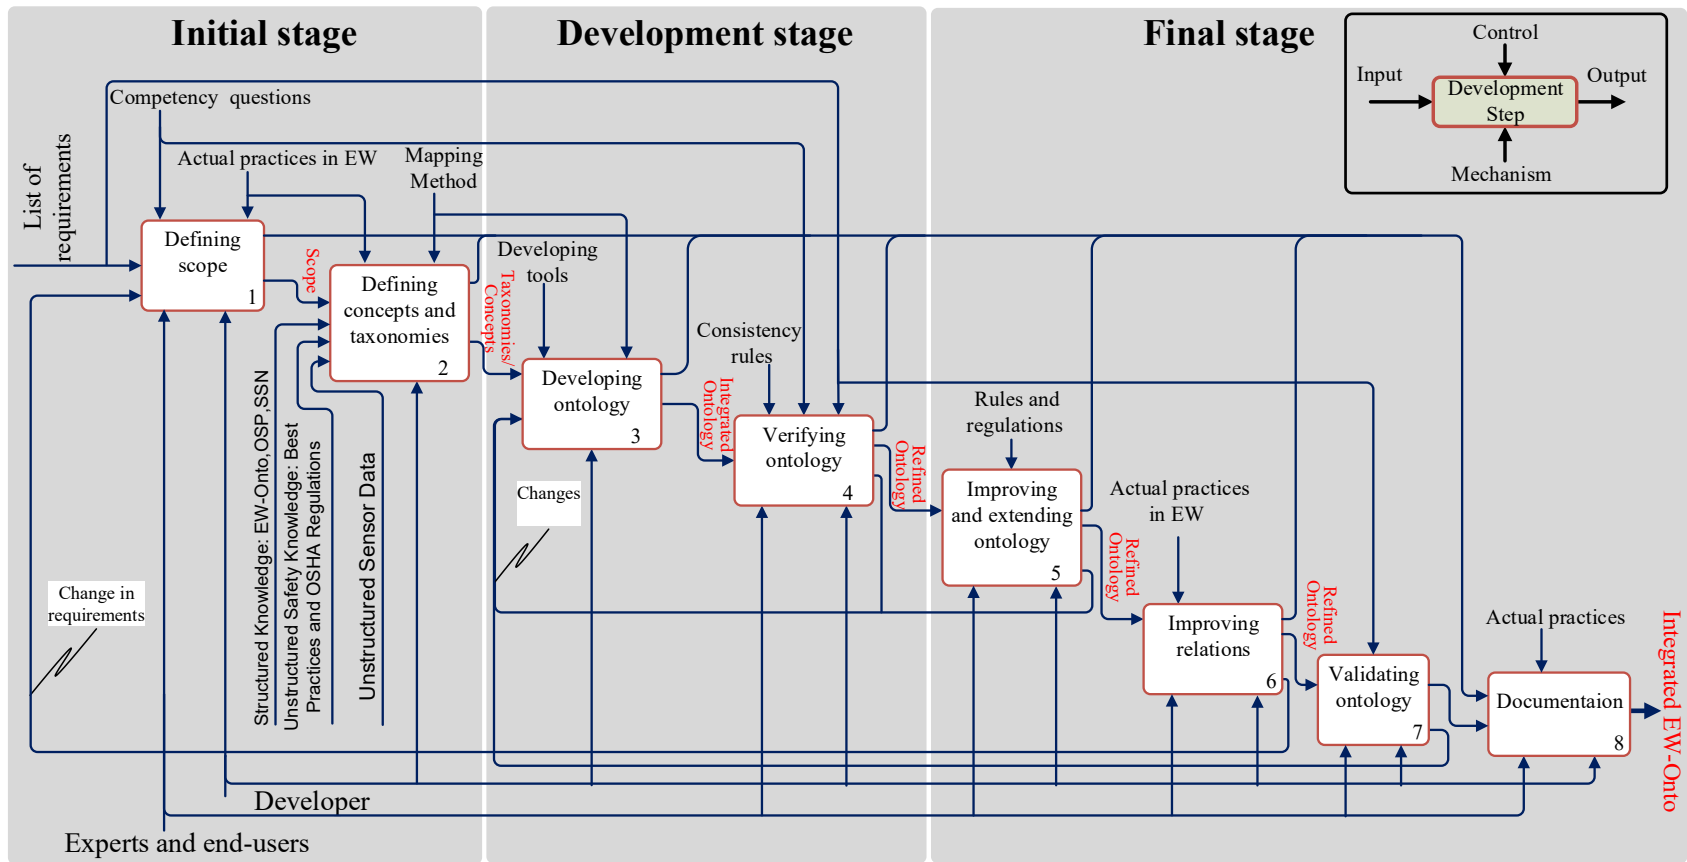 Initial stage
Development stage
Final stage
Control
Input
Output
Development
Step
Mechanism
Competency questions
List of
requirements
Actual practices in EW
Mapping
Method
Defining
scope
1
Scope
Defining
concepts and
taxonomies
2
Developing
tools
Taxonomies/
Concepts
Developing
ontology
3
Consistency
rules
Integrated
Ontology
Verifying
ontology
4
Rules and
regulations
Refined
Ontology
Improving
and extending
ontology
5
Actual practices
in EW
Refined
Ontology
Improving
relations
6
Refined
Ontology
Validating
ontology
7
Actual practices
Documentaion
8
Integrated EW-Onto
Structured Knowledge: EW-Onto,OSP,SSN
Unstructured Safety Knowledge: Best
Practices and OSHA Regulations
Unstructured Sensor Data
Changes
Change in
requirements
Developer
Experts and end-users